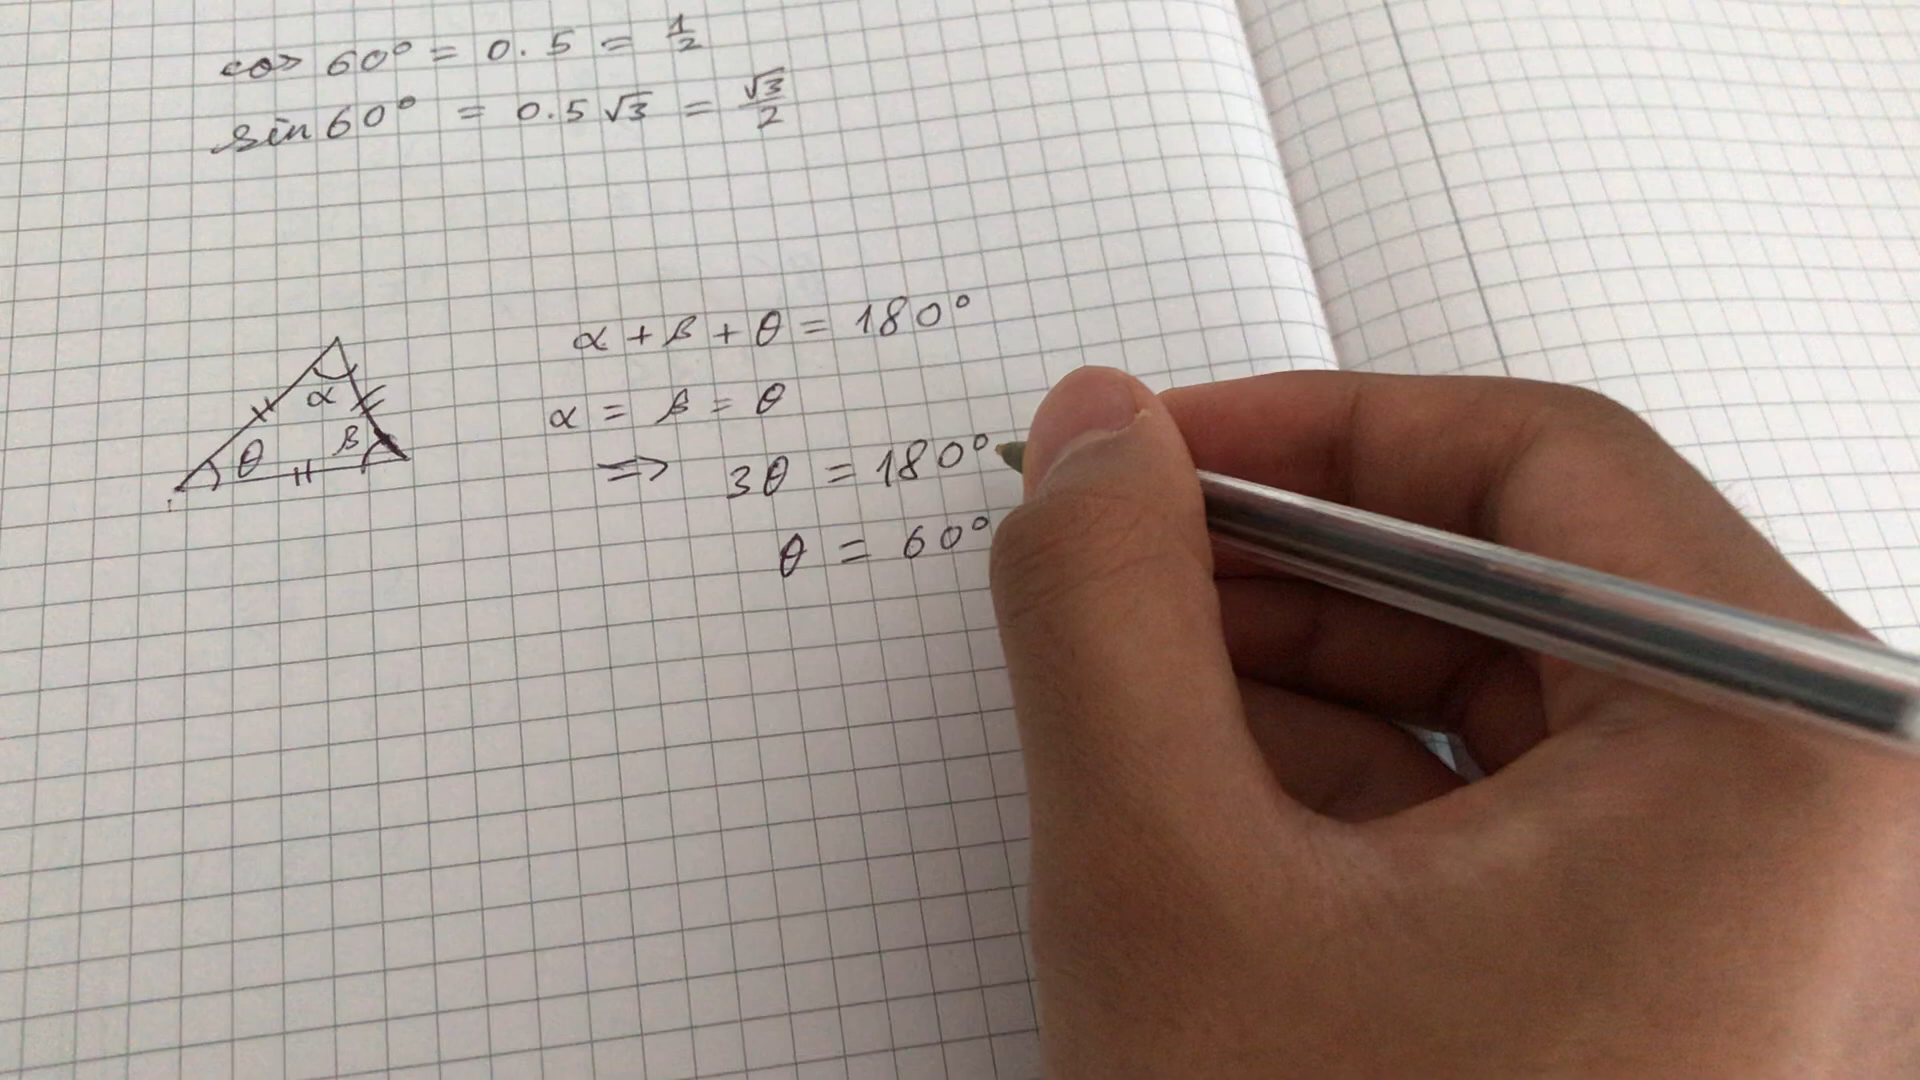 cos 60° = 0.5 = 1/2
sin 60° = 0.5 √3 = √3/2
α + β + θ = 180°
α = β = θ
=> 3θ = 180°
θ = 60°
α
θ β